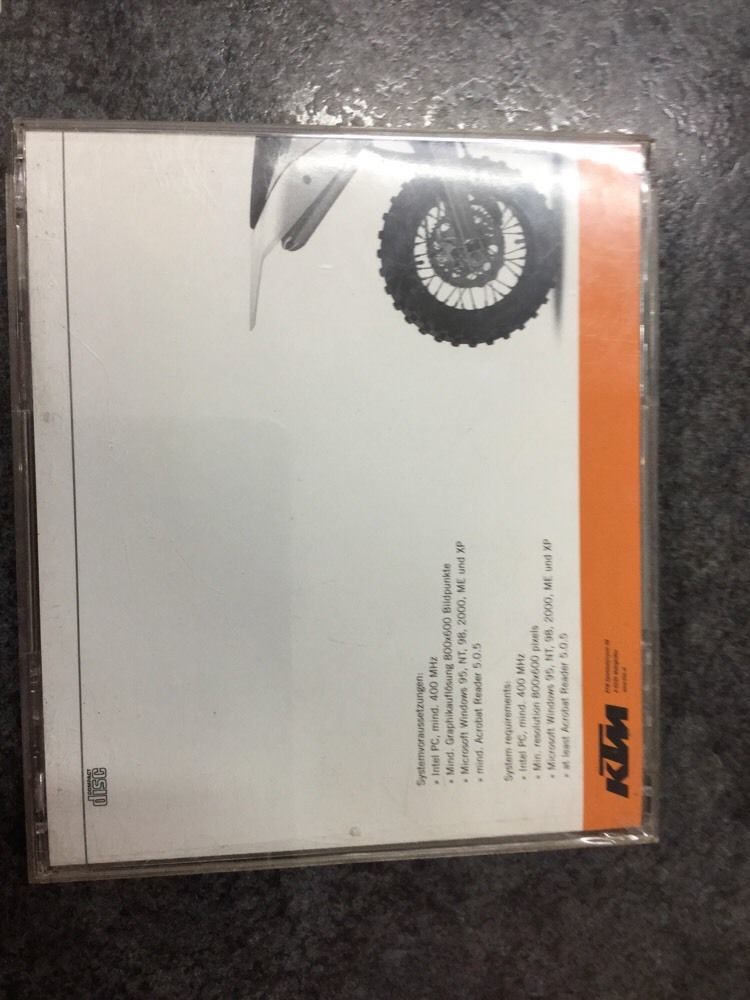 COMPACT
disc
Systemvoraussetzungen:
» Intel PC, mind. 400 MHz
» Mind. Graphikauflösung 800x600 Bildpunkte
» Microsoft Windows 95, NT, 98, 2000, ME und XP
» mind. Acrobat Reader 5.0.5
System requirements:
» Intel PC, mind. 400 MHz
» Min. resolution 800x600 pixels
» Microsoft Windows 95, NT, 98, 2000, ME und XP
» at least Acrobat Reader 5.0.5
KTM